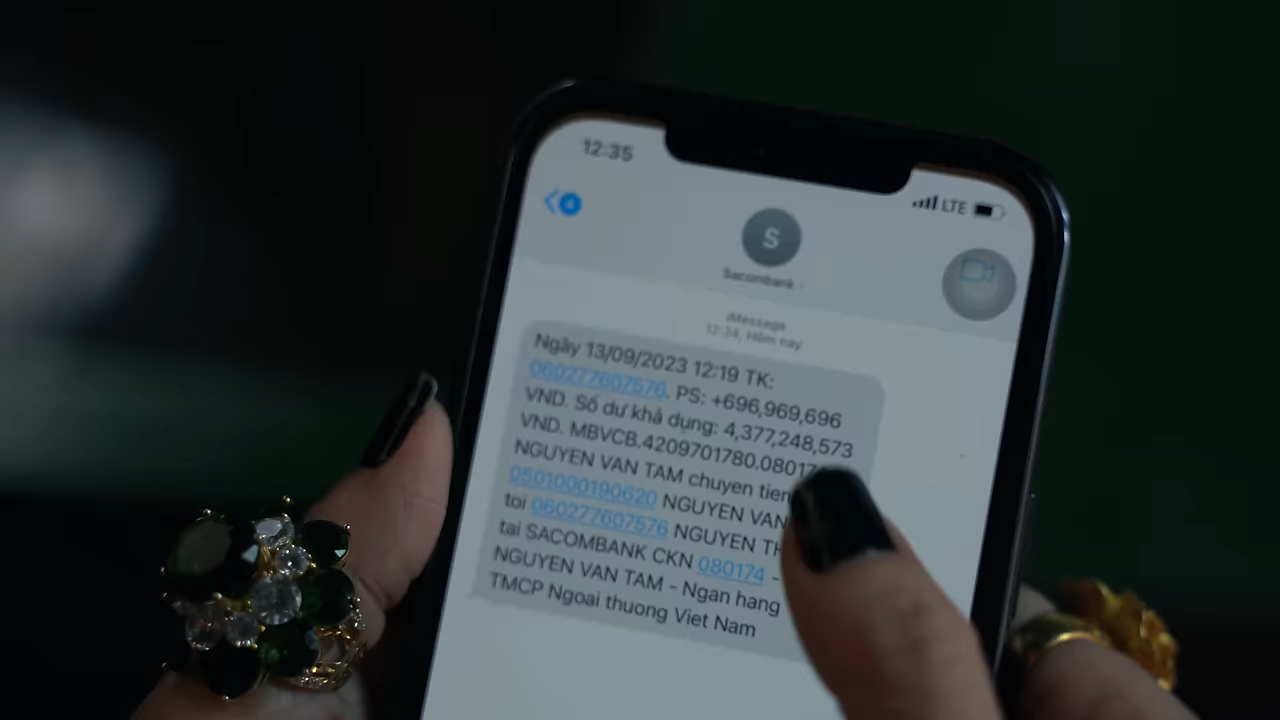 12:35
LTE
4
S
Sacombank
iMessage
12:34, Hôm nay
Ngày 13/09/2023 12:19 TK:
060277607576. PS: +696,969,696
VND. Số dư khả dụng: 4,377,248,573
VND. MBVCB.4209701780.080174
NGUYEN VAN TAM chuyen tien
0501000190620 NGUYEN VAN
toi 060277607576 NGUYEN TH
tai SACOMBANK CKN 080174 -
NGUYEN VAN TAM - Ngan hang
TMCP Ngoai thuong Viet Nam